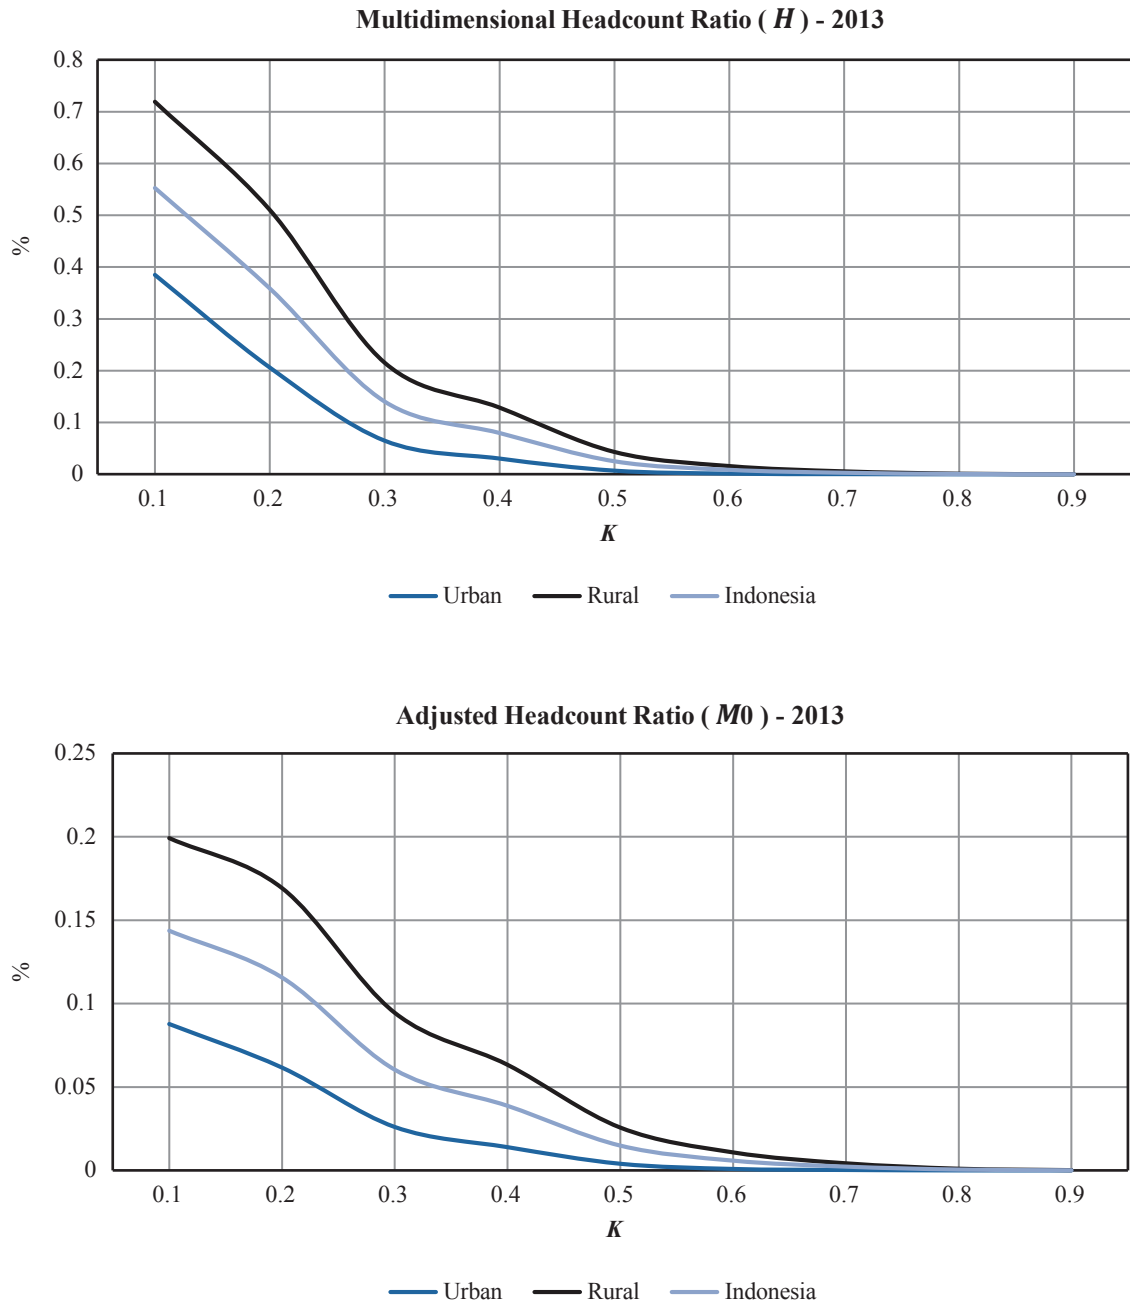 Multidimensional Headcount Ratio ( H ) - 2013
0.8
0.7
0.6
0.5
0.4
0.3
0.2
0.1
0
%
0.1 0.2 0.3 0.4 0.5 0.6 0.7 0.8 0.9
K
Urban Rural Indonesia
Adjusted Headcount Ratio ( M0 ) - 2013
0.25
0.2
0.15
0.1
0.05
0
%
0.1 0.2 0.3 0.4 0.5 0.6 0.7 0.8 0.9
K
Urban Rural Indonesia